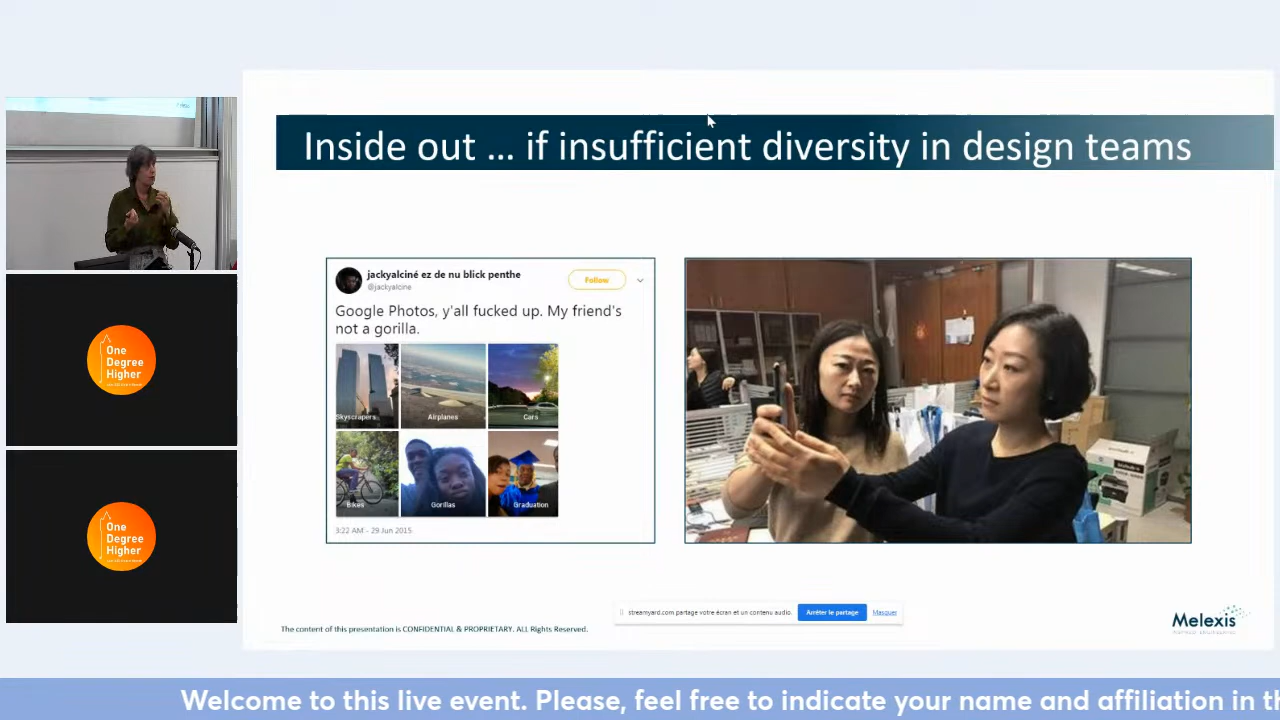 Inside out ... if insufficient diversity in design teams
jackyalciné ez de nu blick penthe
@jackyalcine
Follow
Google Photos, y'all fucked up. My friend's
not a gorilla.
Skyscrapers
Airplanes
Cars
Bikes
Gorillas
Graduation
3:22 AM - 29 Jun 2015
One
Degree
Higher
One
Degree
Higher
streamyard.com partage votre écran et un contenu audio.
Arrêter le partage
Masquer
The content of this presentation is CONFIDENTIAL & PROPRIETARY. ALL Rights Reserved.
Melexis
Welcome to this live event. Please, feel free to indicate your name and affiliation in th